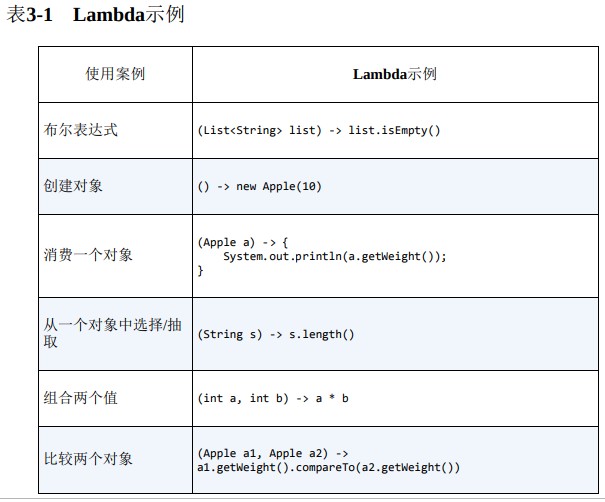 表3-1 Lambda示例
使用案例
Lambda示例
布尔表达式
(List<String> list) -> list.isEmpty()
创建对象
() -> new Apple(10)
消费一个对象
(Apple a) -> {
    System.out.println(a.getWeight());
}
从一个对象中选择/抽
取
(String s) -> s.length()
组合两个值
(int a, int b) -> a * b
比较两个对象
(Apple a1, Apple a2) ->
a1.getWeight().compareTo(a2.getWeight())